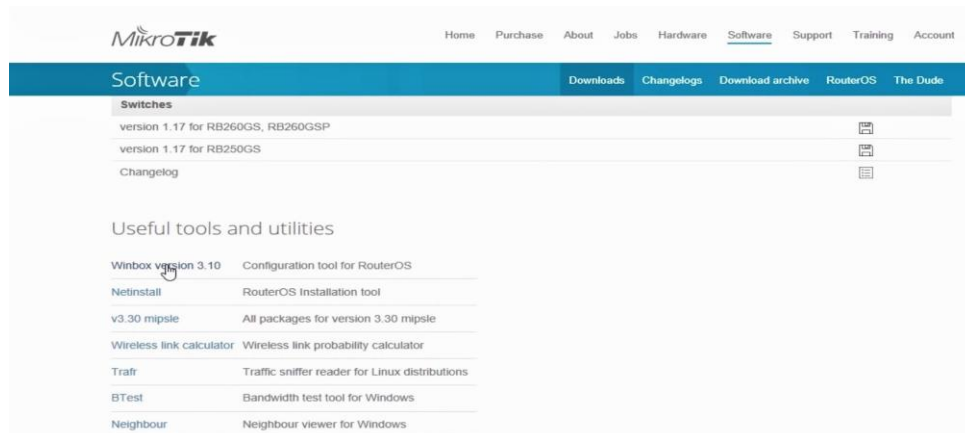 MikroTik
Home Purchase About Jobs Hardware Software Support Training Account
Software
Downloads Changelogs Download archive RouterOS The Dude
Switches
version 1.17 for RB260GS, RB260GSP
version 1.17 for RB250GS
Changelog
Useful tools and utilities
Winbox version 3.10 Configuration tool for RouterOS
Netinstall RouterOS Installation tool
v3.30 mipsle All packages for version 3.30 mipsle
Wireless link calculator Wireless link probability calculator
Trafr Traffic sniffer reader for Linux distributions
BTest Bandwidth test tool for Windows
Neighbour Neighbour viewer for Windows